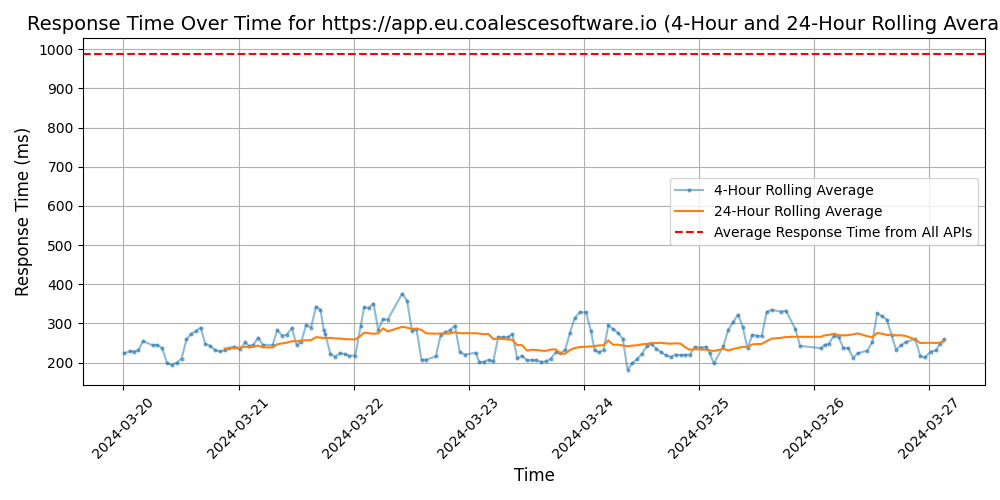 Response Time Over Time for https://app.eu.coalescesoftware.io (4-Hour and 24-Hour Rolling Avera
1000
900
800
700
600
500
400
300
200
Response Time (ms)
4-Hour Rolling Average
24-Hour Rolling Average
Average Response Time from All APIs
2024-03-20
2024-03-21
2024-03-22
2024-03-23
2024-03-24
2024-03-25
2024-03-26
2024-03-27
Time